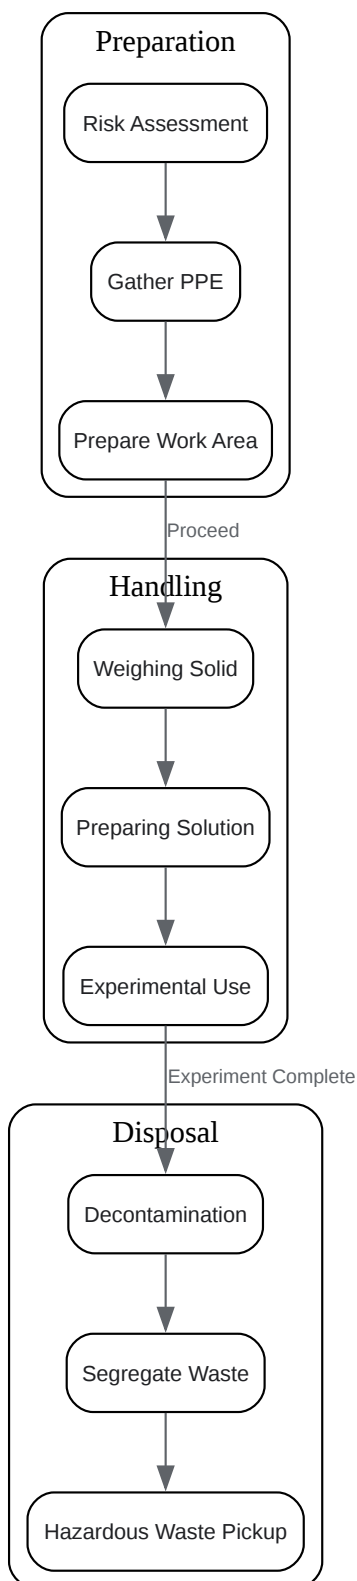 Preparation
Risk Assessment
Gather PPE
Prepare Work Area
Proceed
Handling
Weighing Solid
Preparing Solution
Experimental Use
Experiment Complete
Disposal
Decontamination
Segregate Waste
Hazardous Waste Pickup